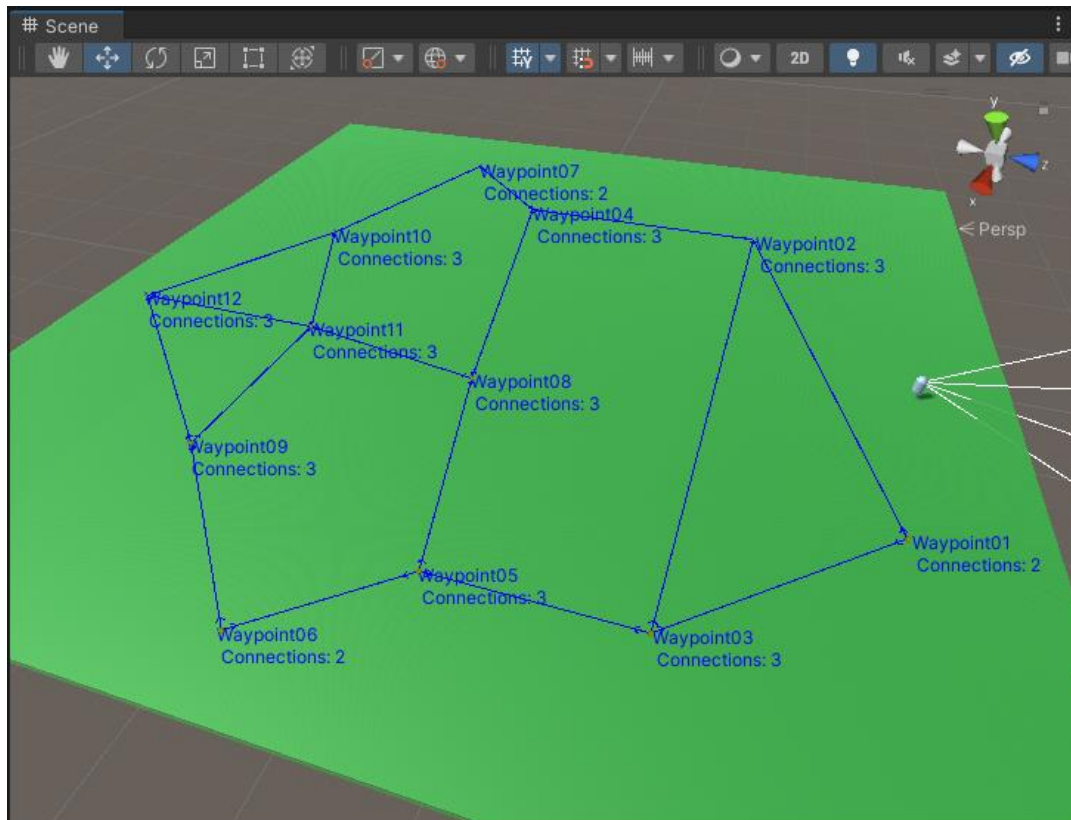 Scene
2D
y
z
x
Persp
Waypoint07
Connections: 2
Waypoint04
Connections: 3
Waypoint10
Connections: 3
Waypoint02
Connections: 3
Waypoint12
Connections: 3
Waypoint11
Connections: 3
Waypoint08
Connections: 3
Waypoint09
Connections: 3
Waypoint01
Connections: 2
Waypoint05
Connections: 3
Waypoint06
Connections: 2
Waypoint03
Connections: 3